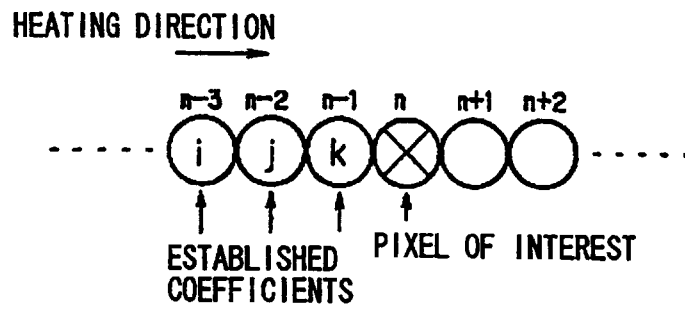 HEATING DIRECTION
n-3 n-2 n-1 n n+1 n+2
i j k
ESTABLISHED
COEFFICIENTS
PIXEL OF INTEREST